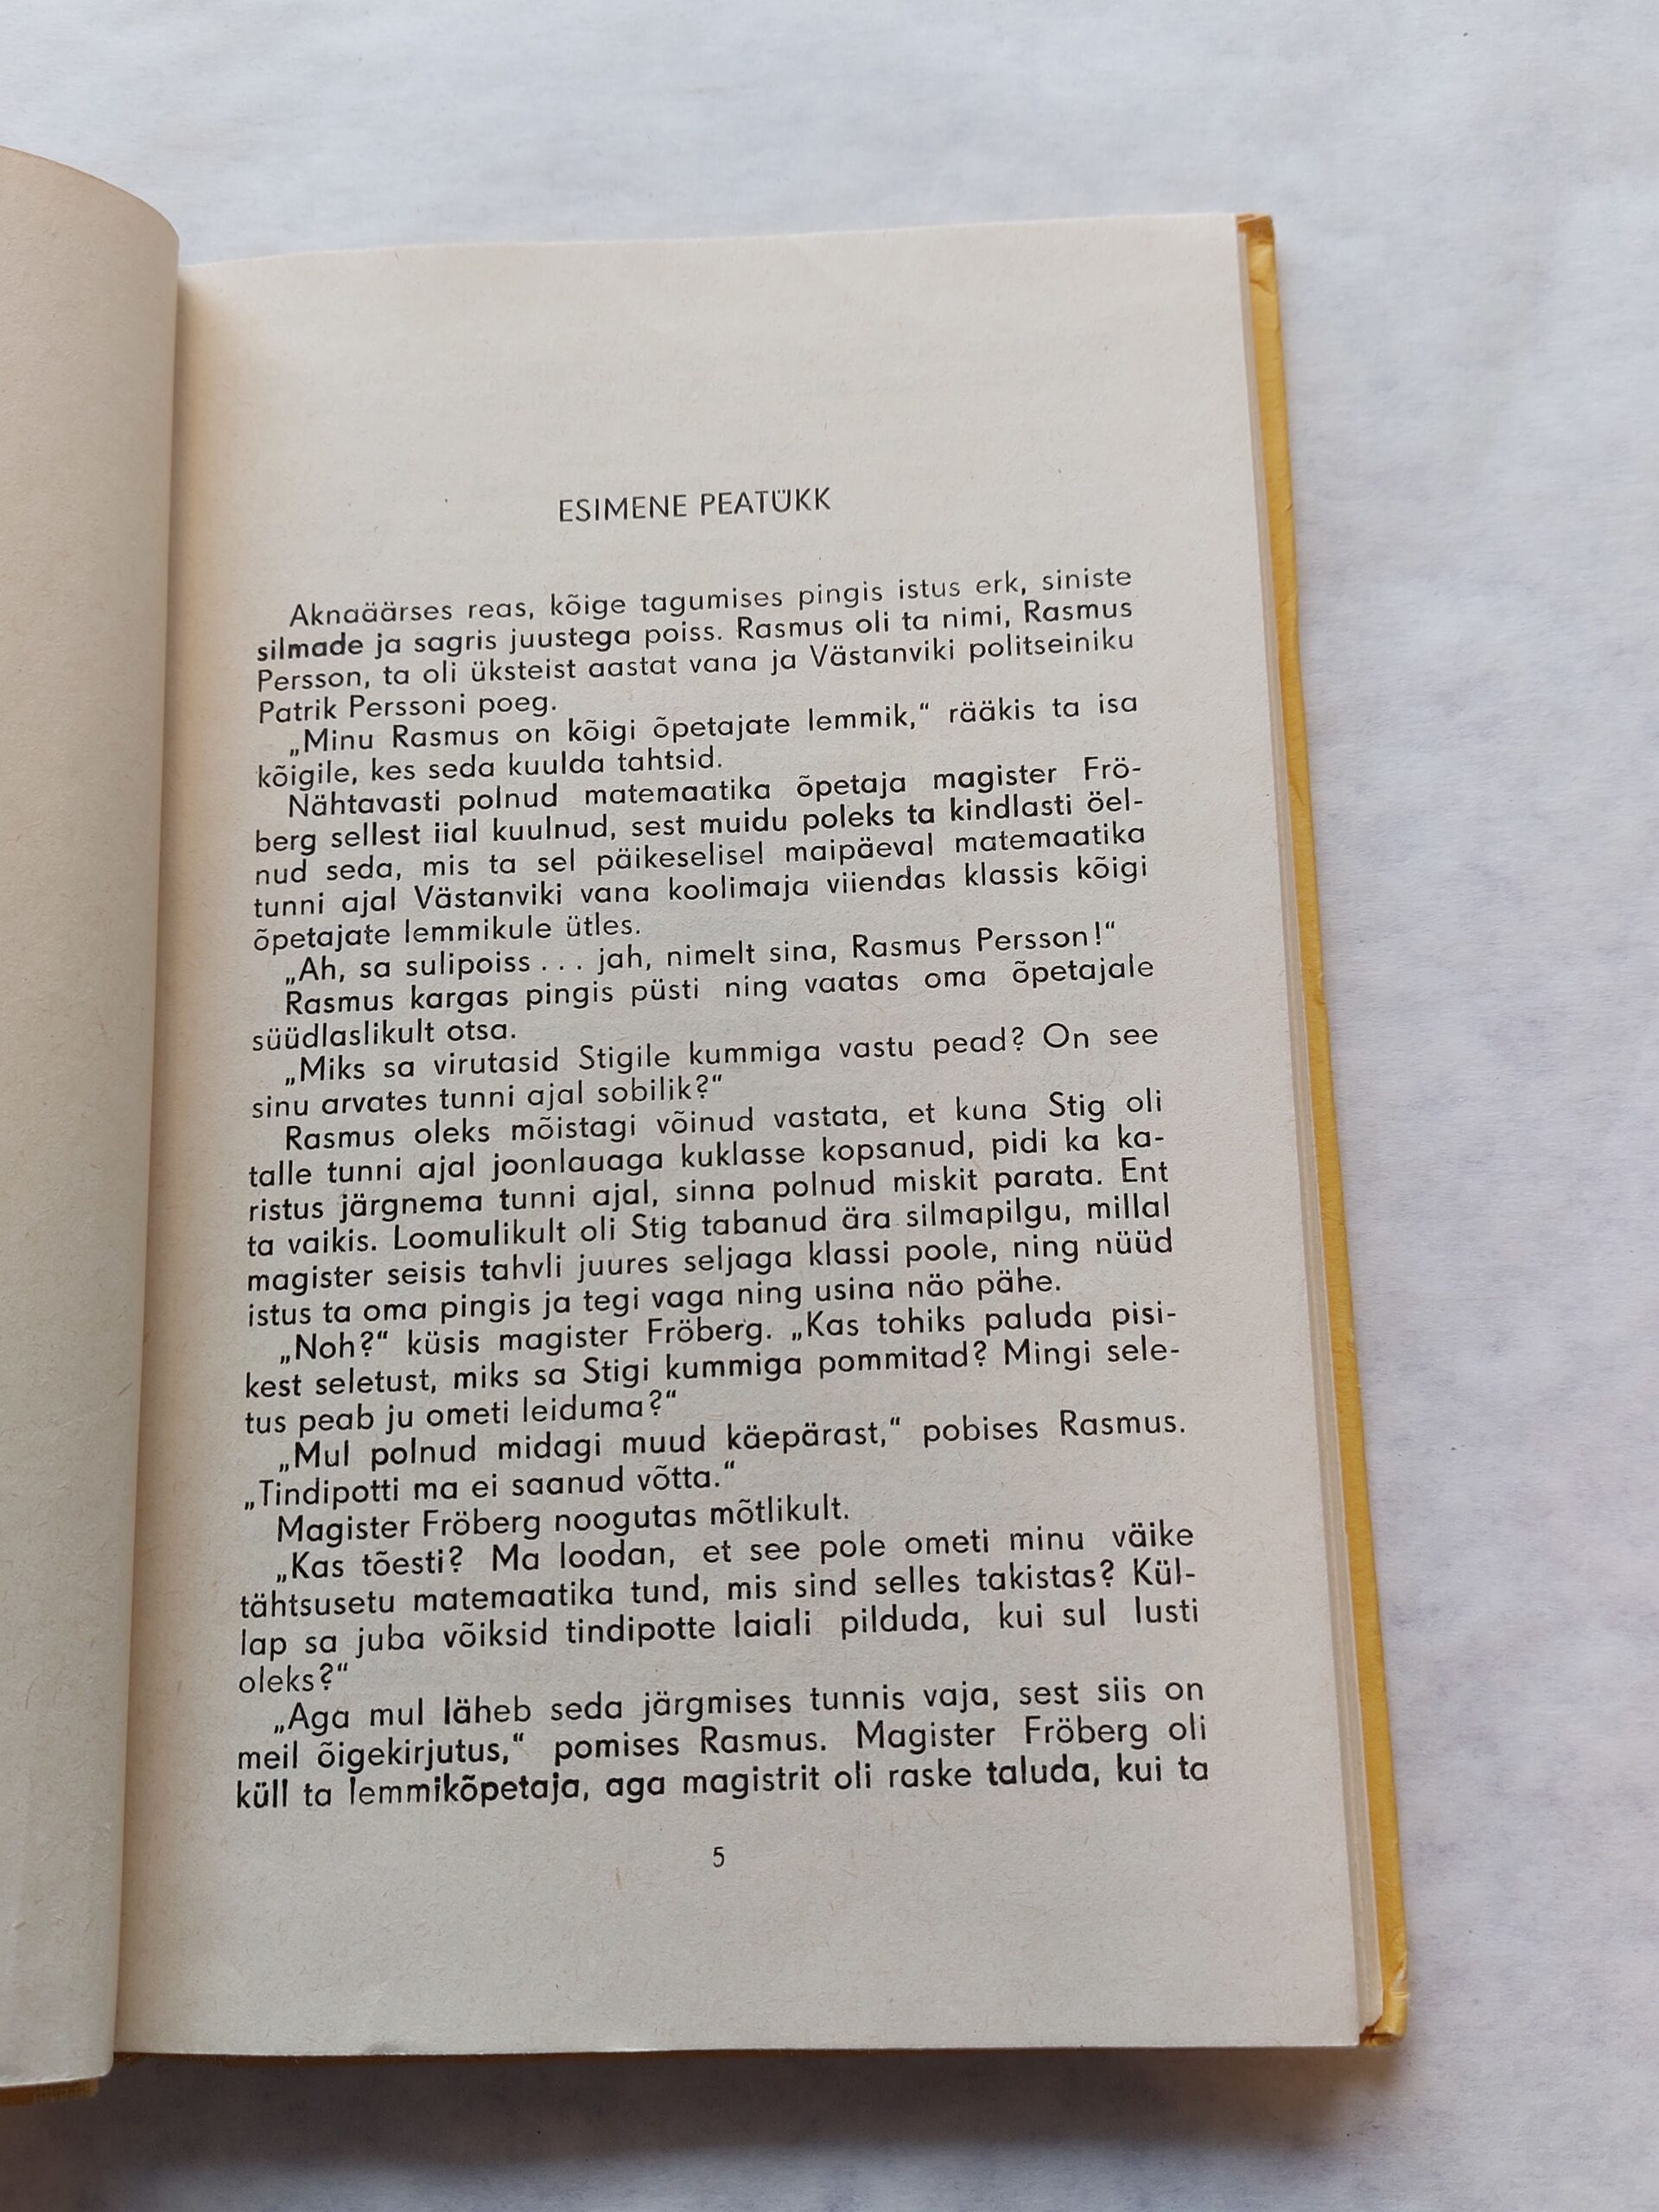 ESIMENE PEATÜKK
Aknaäärses reas, kõige tagumises pingis istus erk, siniste
silmade ja sagris juustega poiss. Rasmus oli ta nimi, Rasmus
Persson, ta oli üksteist aastat vana ja Västanviki politseiniku
Patrik Perssoni poeg.
„Minu Rasmus on kõigi õpetajate lemmik,“ rääkis ta isa
kõigile, kes seda kuulda tahtsid.
Nähtavasti polnud matemaatika õpetaja magister Frö-
berg sellest iial kuulnud, sest muidu poleks ta kindlasti öel-
nud seda, mis ta sel päikeselisel maipäeval matemaatika
tunni ajal Västanviki vana koolimaja viiendas klassis kõigi
õpetajate lemmikule ütles.
„Ah, sa sulipoiss . . . jah, nimelt sina, Rasmus Persson!“
Rasmus kargas pingis püsti ning vaatas oma õpetajale
süüdlaslikult otsa.
„Miks sa virutasid Stigile kummiga vastu pead? On see
sinu arvates tunni ajal sobilik?“
Rasmus oleks mõistagi võinud vastata, et kuna Stig oli
talle tunni ajal joonlauaga kuklasse kopsanud, pidi ka ka-
ristus järgnema tunni ajal, sinna polnud miskit parata. Ent
ta vaikis. Loomulikult oli Stig tabanud ära silmapilgu, millal
magister seisis tahvli juures seljaga klassi poole, ning nüüd
istus ta oma pingis ja tegi vaga ning usina näo pähe.
„Noh?“ küsis magister Fröberg. „Kas tohiks paluda pisi-
kest seletust, miks sa Stigi kummiga pommitad? Mingi sele-
tus peab ju ometi leiduma?“
„Mul polnud midagi muud käepärast,“ pobises Rasmus.
„Tindipotti ma ei saanud võtta.“
Magister Fröberg noogutas mõtlikult.
„Kas tõesti? Ma loodan, et see pole ometi minu väike
tähtsusetu matemaatika tund, mis sind selles takistas? Kül-
lap sa juba võiksid tindipotte laiali pilduda, kui sul lusti
oleks?“
„Aga mul läheb seda järgmises tunnis vaja, sest siis on
meil õigekirjutus,“ pomises Rasmus. Magister Fröberg oli
küll ta lemmikõpetaja, aga magistrit oli raske taluda, kui ta
5